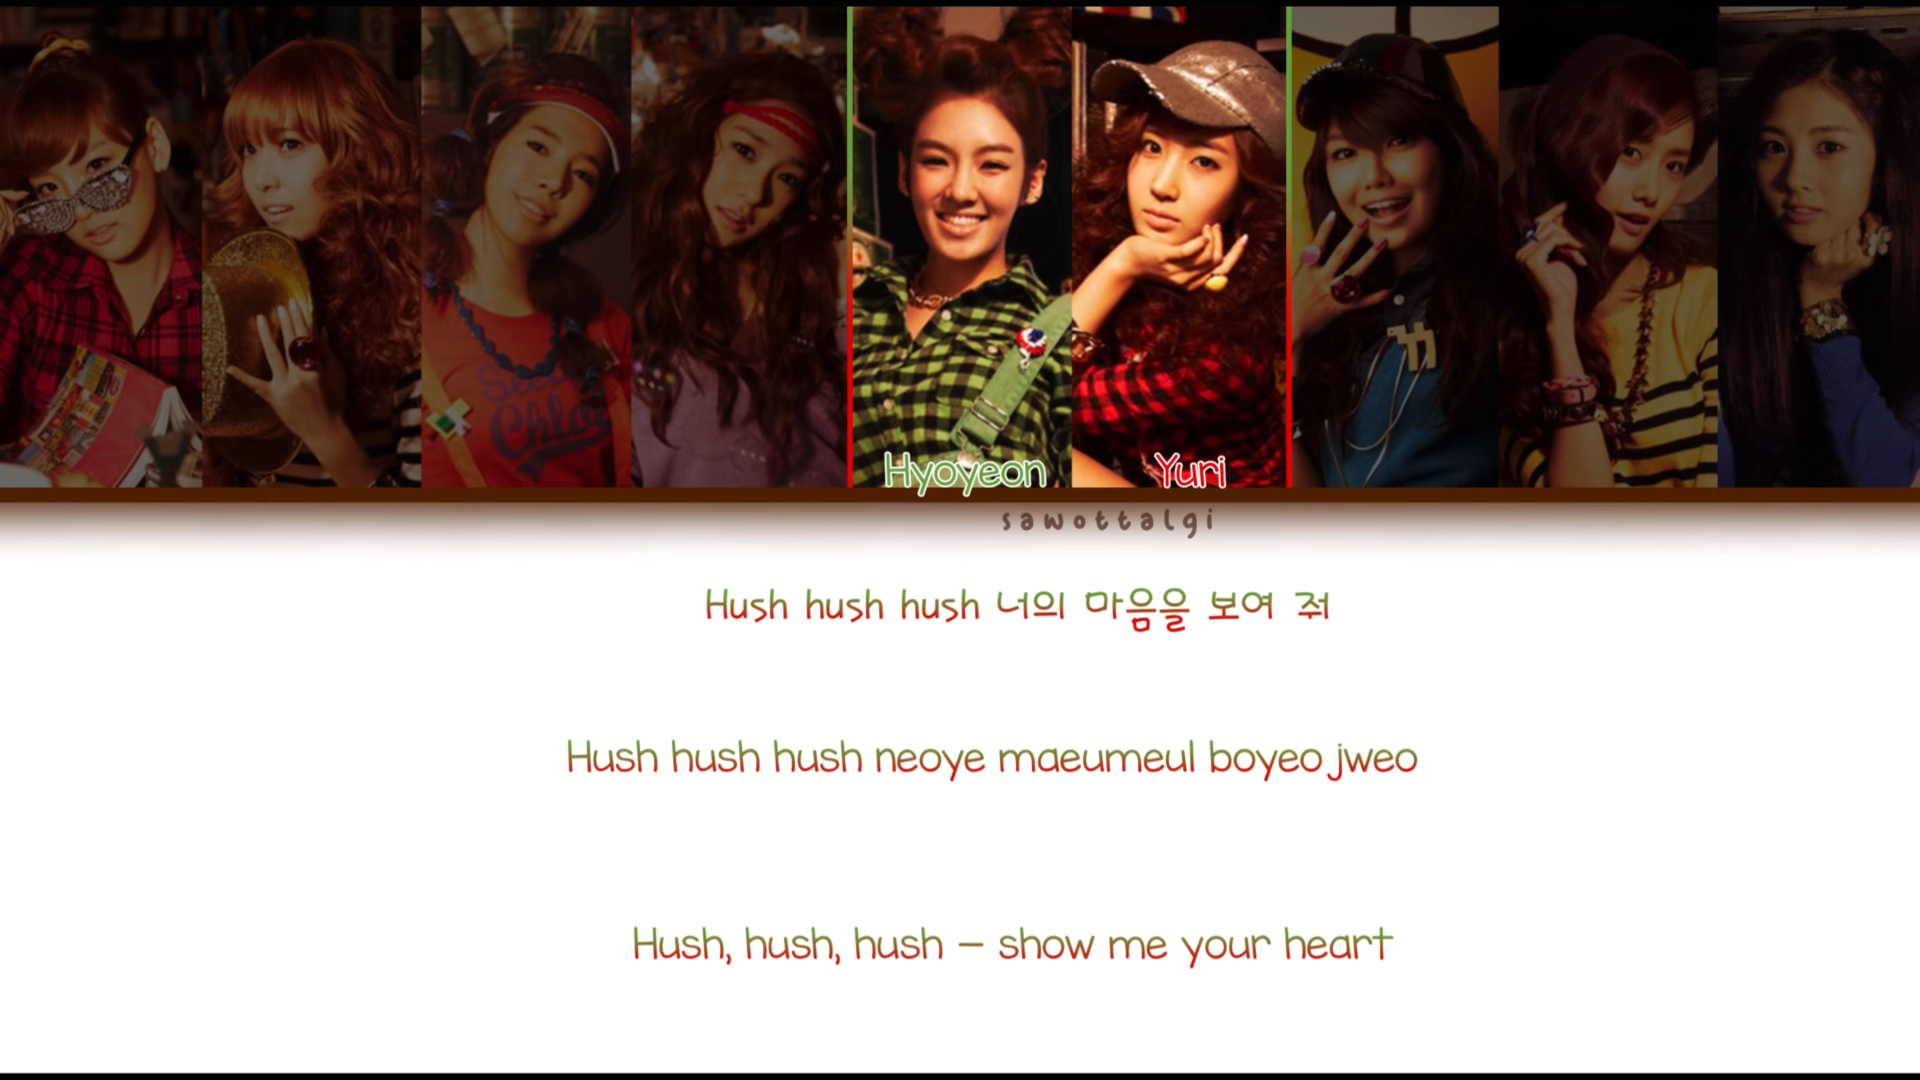 Hyoyeon
Yuri
sawottalgi
Hush hush hush 너의 마음을 보여 줘
Hush hush hush neoye maeumeul boyeo jweo
Hush, hush, hush – show me your heart